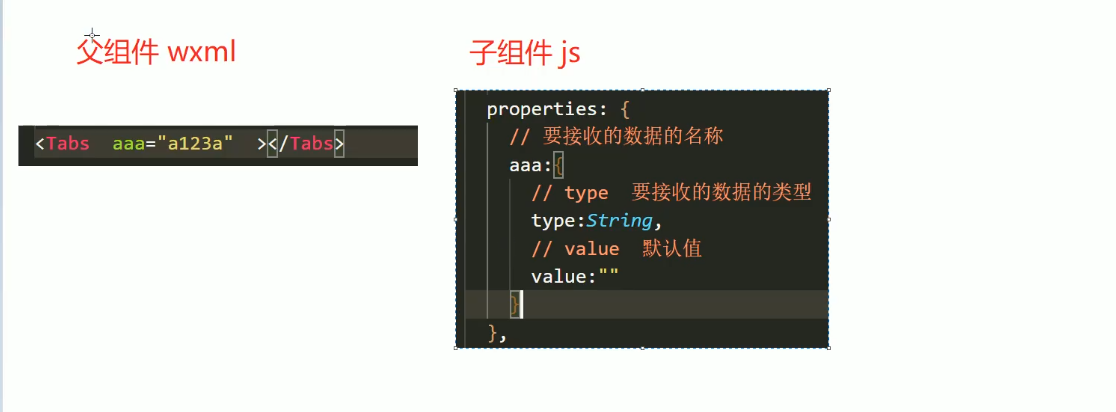 父组件 wxml
子组件 js
<Tabs  aaa="a123a"  ></Tabs>
properties: {
// 要接收的数据的名称
aaa:{
// type  要接收的数据的类型
type:String,
// value  默认值
value:""
}
},